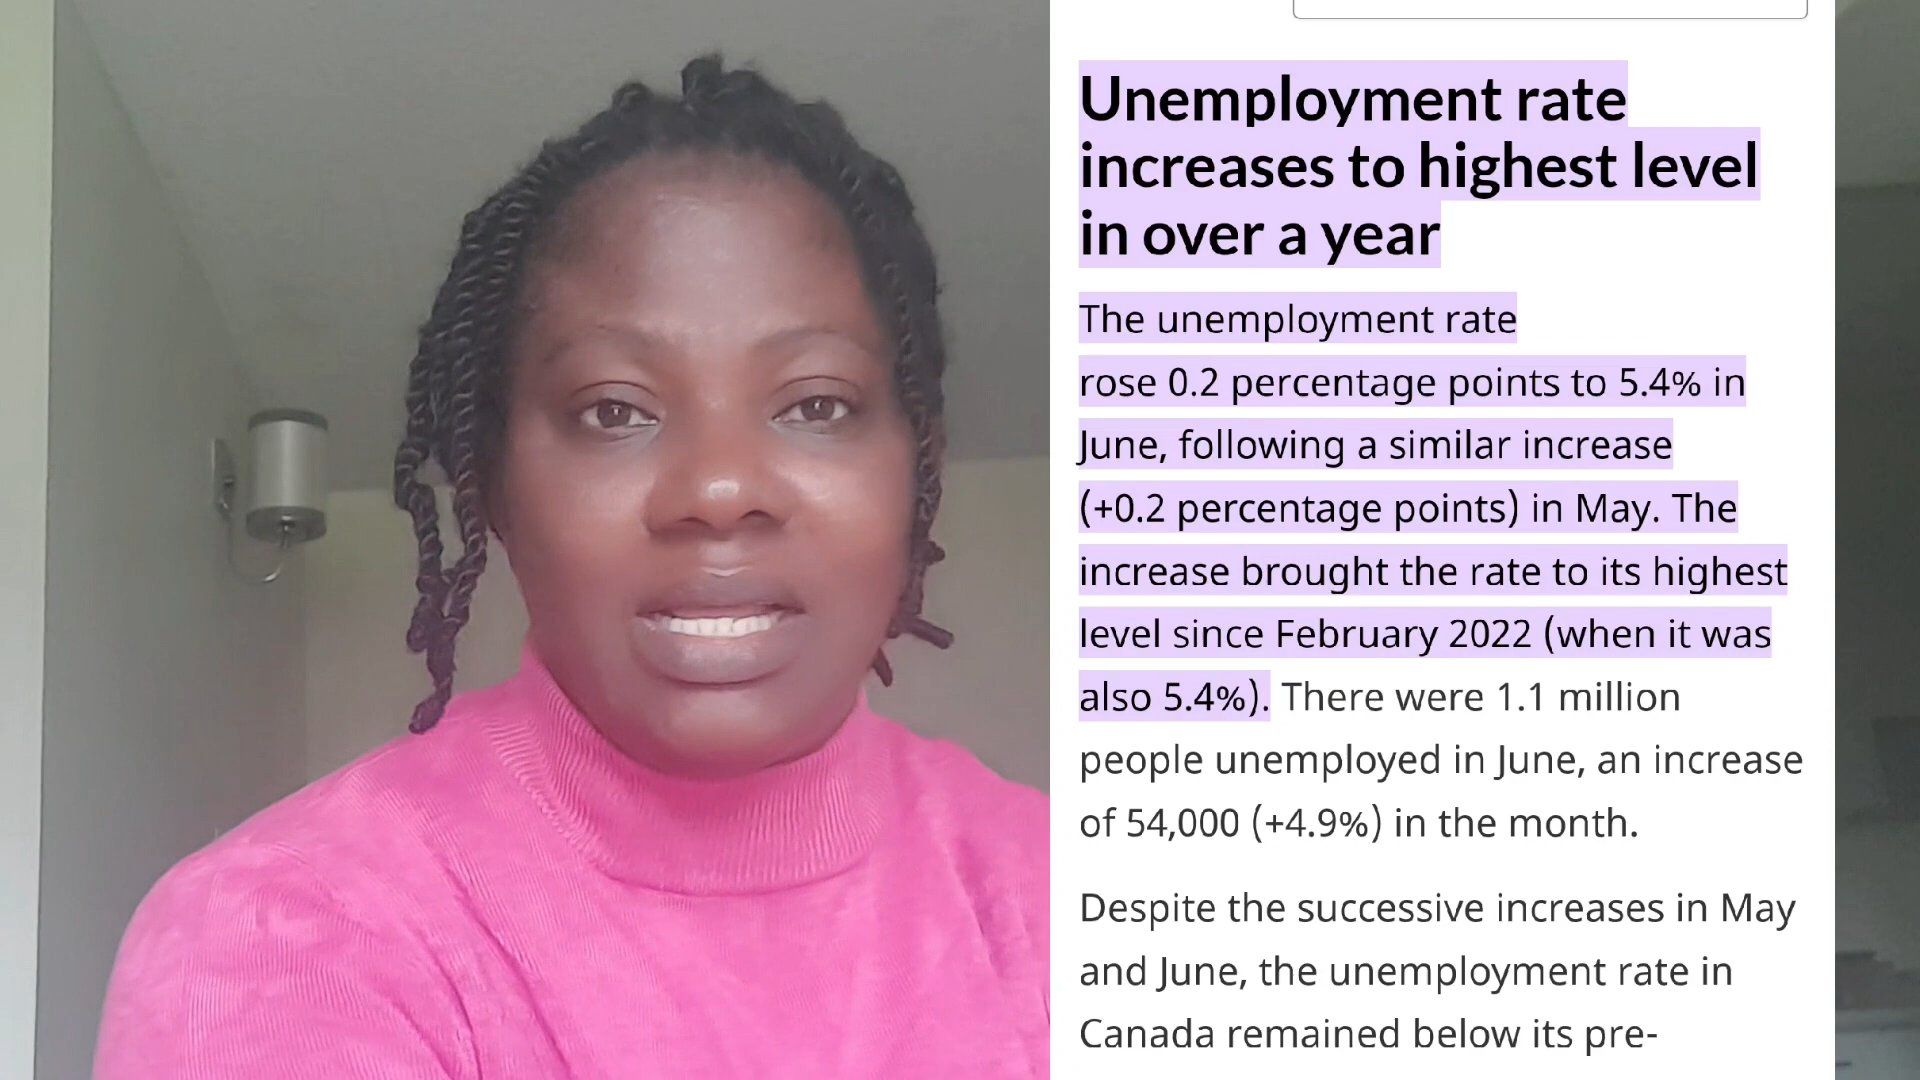 Unemployment rate
increases to highest level
in over a year
The unemployment rate
rose 0.2 percentage points to 5.4% in
June, following a similar increase
(+0.2 percentage points) in May. The
increase brought the rate to its highest
level since February 2022 (when it was
also 5.4%). There were 1.1 million
people unemployed in June, an increase
of 54,000 (+4.9%) in the month.
Despite the successive increases in May
and June, the unemployment rate in
Canada remained below its pre-